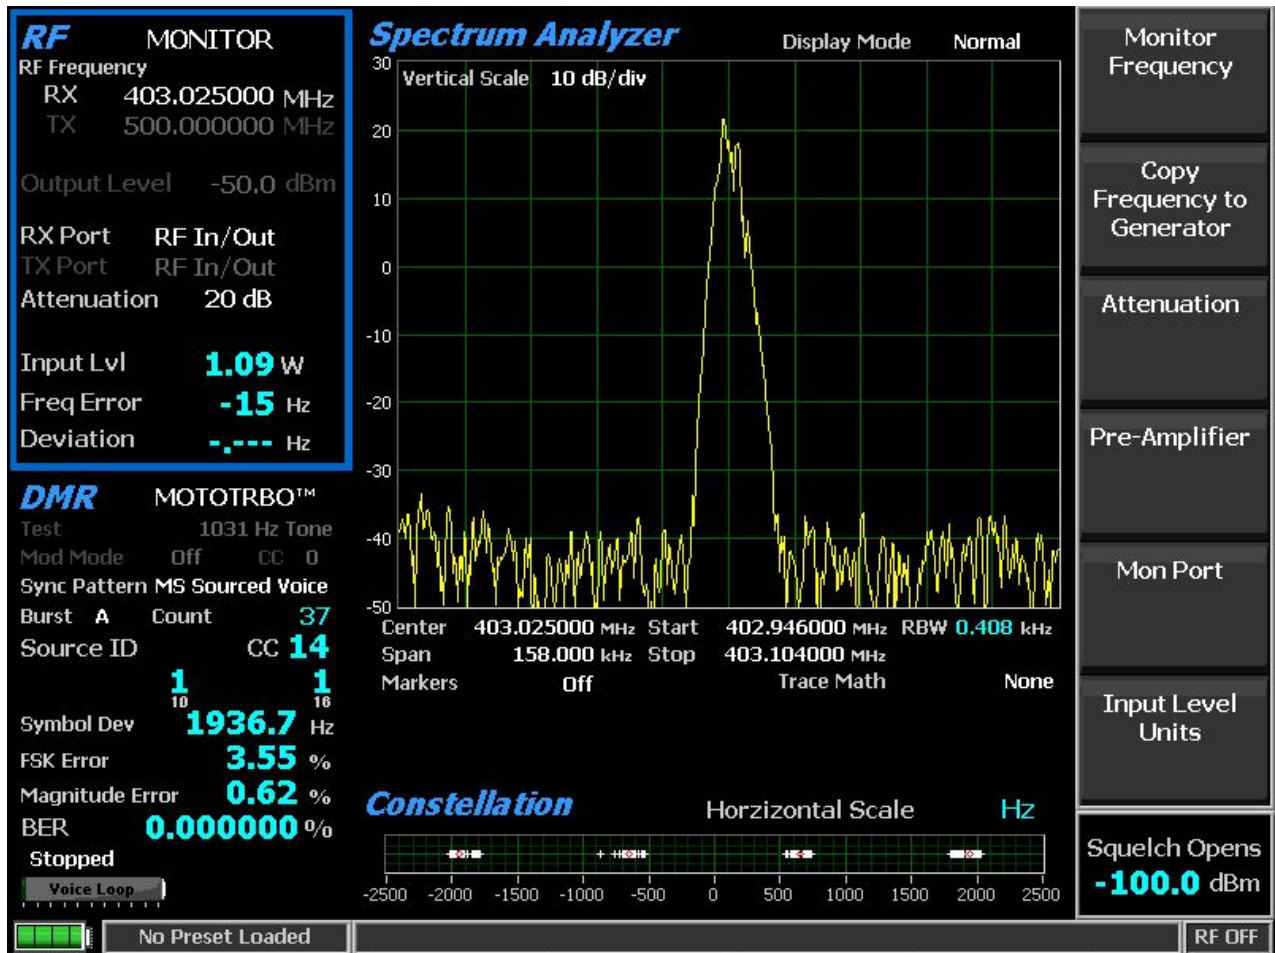 RF MONITOR
RF Frequency
RX 403.025000 MHz
TX 500.000000 MHz
Output Level -50.0 dBm
RX Port RF In/Out
TX Port RF In/Out
Attenuation 20 dB
Input Lvl 1.09 W
Freq Error -15 Hz
Deviation -.--- Hz
DMR MOTOTRBO™
Test 1031 Hz Tone
Mod Mode Off CC 0
Sync Pattern MS Sourced Voice
Burst A Count 37
Source ID CC 14
1 1
10 16
Symbol Dev 1936.7 Hz
FSK Error 3.55 %
Magnitude Error 0.62 %
BER 0.000000 %
Stopped
Voice Loop
Spectrum Analyzer Display Mode Normal
Vertical Scale 10 dB/div
30
20
10
0
-10
-20
-30
-40
-50
Center 403.025000 MHz Start 402.946000 MHz RBW 0.408 kHz
Span 158.000 kHz Stop 403.104000 MHz
Markers Off Trace Math None
Constellation Horzizontal Scale Hz
-2500 -2000 -1500 -1000 -500 0 500 1000 1500 2000 2500
Monitor
Frequency
Copy
Frequency to
Generator
Attenuation
Pre-Amplifier
Mon Port
Input Level
Units
Squelch Opens
-100.0 dBm
No Preset Loaded
RF OFF